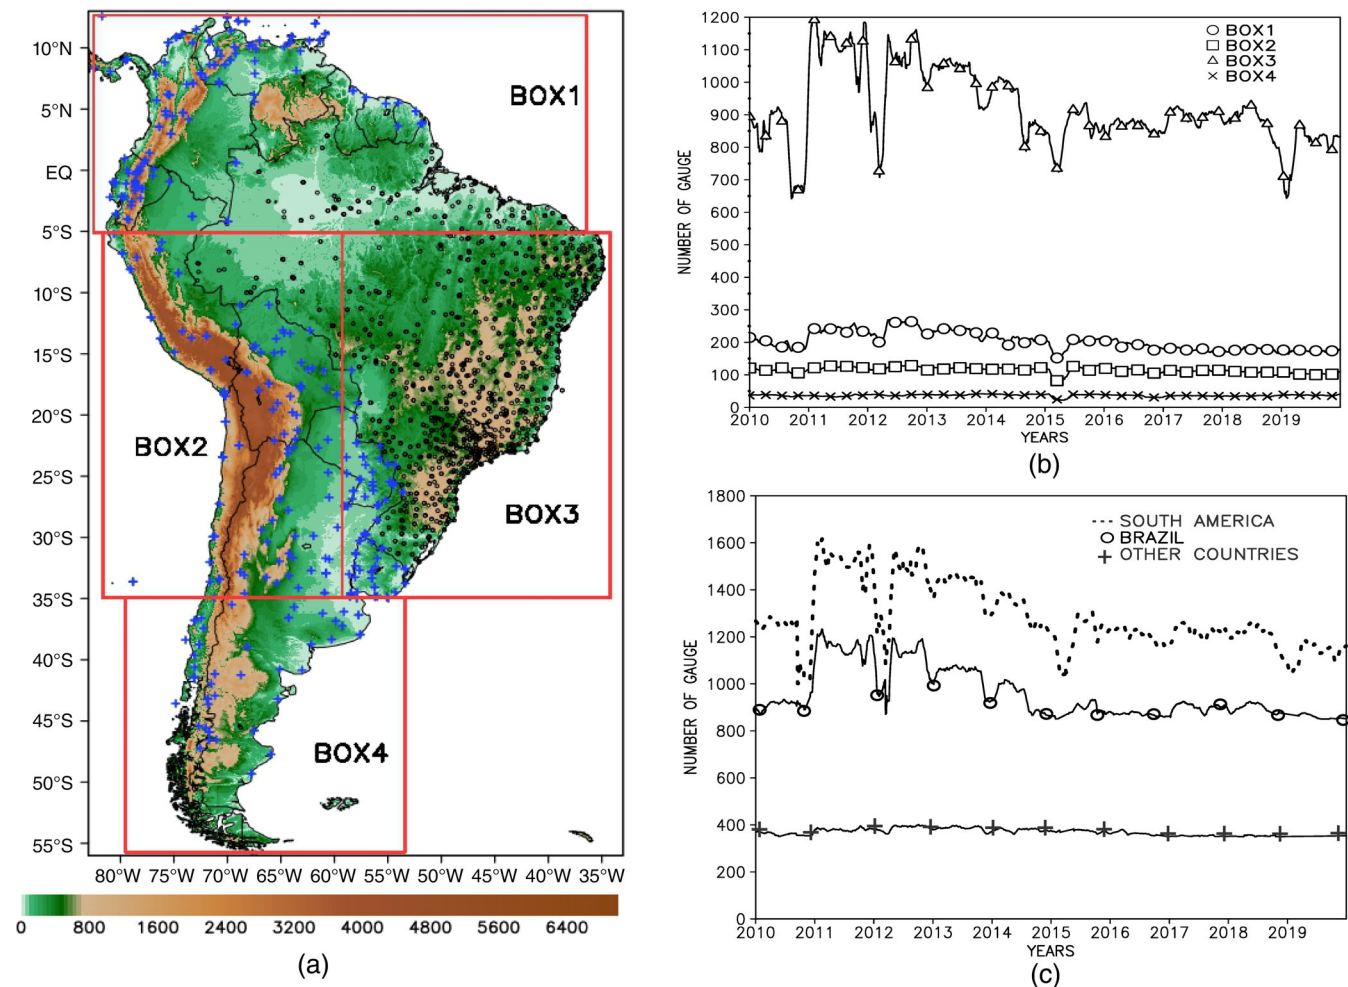 10°N
5°N
EQ
5°S
10°S
15°S
20°S
25°S
30°S
35°S
40°S
45°S
50°S
55°S
BOX1
BOX2
BOX3
BOX4
80°W 75°W 70°W 65°W 60°W 55°W 50°W 45°W 40°W 35°W
0 800 1600 2400 3200 4000 4800 5600 6400
(a)
NUMBER OF GAUGE
1200
1100
1000
900
800
700
600
500
400
300
200
100
0
BOX1
BOX2
BOX3
BOX4
2010 2011 2012 2013 2014 2015 2016 2017 2018 2019
YEARS
(b)
NUMBER OF GAUGE
1800
1600
1400
1200
1000
800
600
400
200
0
SOUTH AMERICA
BRAZIL
OTHER COUNTRIES
2010 2011 2012 2013 2014 2015 2016 2017 2018 2019
YEARS
(c)